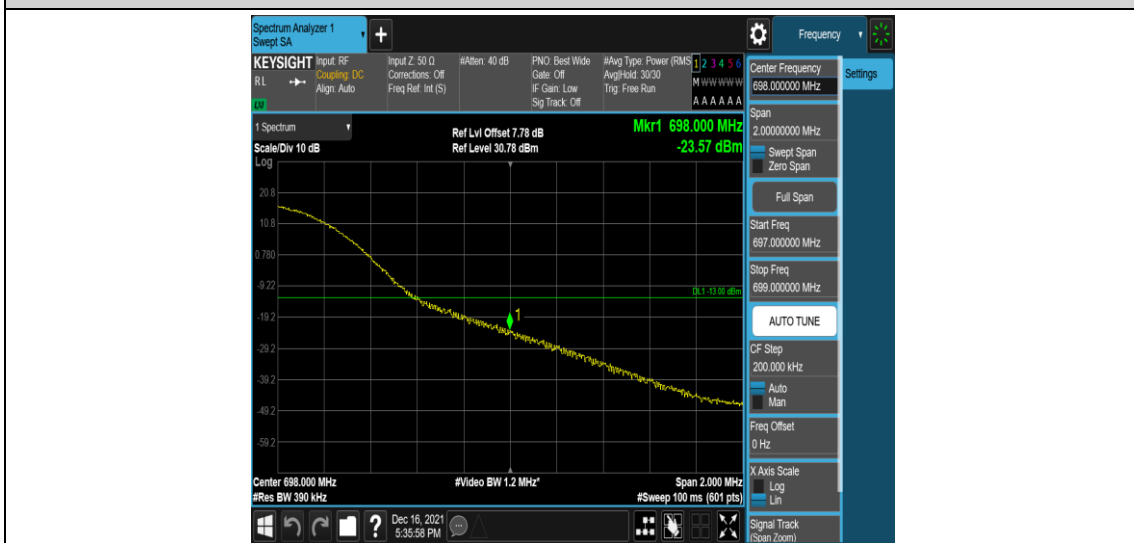 Spectrum Analyzer 1
Swept SA
+
Frequency
KEYSIGHT
RL
LXI
Input: RF
Coupling: DC
Align: Auto
Input Z: 50 Ω
Corrections: Off
Freq Ref: Int (S)
#Atten: 40 dB
PNO: Best Wide
Gate: Off
IF Gain: Low
Sig Track: Off
#Avg Type: Power (RMS
Avg|Hold: 30/30
Trig: Free Run
1 2 3 4 5 6
M W W W W W
A A A A A A
Center Frequency
698.000000 MHz
Settings
Span
2.00000000 MHz
Swept Span
Zero Span
Full Span
Start Freq
697.000000 MHz
Stop Freq
699.000000 MHz
AUTO TUNE
CF Step
200.000 kHz
Auto
Man
Freq Offset
0 Hz
X Axis Scale
Log
Lin
Signal Track
(Span Zoom)
1 Spectrum
Scale/Div 10 dB
Log
Ref Lvl Offset 7.78 dB
Ref Level 30.78 dBm
Mkr1 698.000 MHz
-23.57 dBm
20.8
10.8
0.780
-9.22
-19.2
-29.2
-39.2
-49.2
-59.2
DL1 -13.00 dBm
1
Center 698.000 MHz
#Res BW 390 kHz
#Video BW 1.2 MHz*
Span 2.000 MHz
#Sweep 100 ms (601 pts)
?
Dec 16, 2021
5:35:58 PM